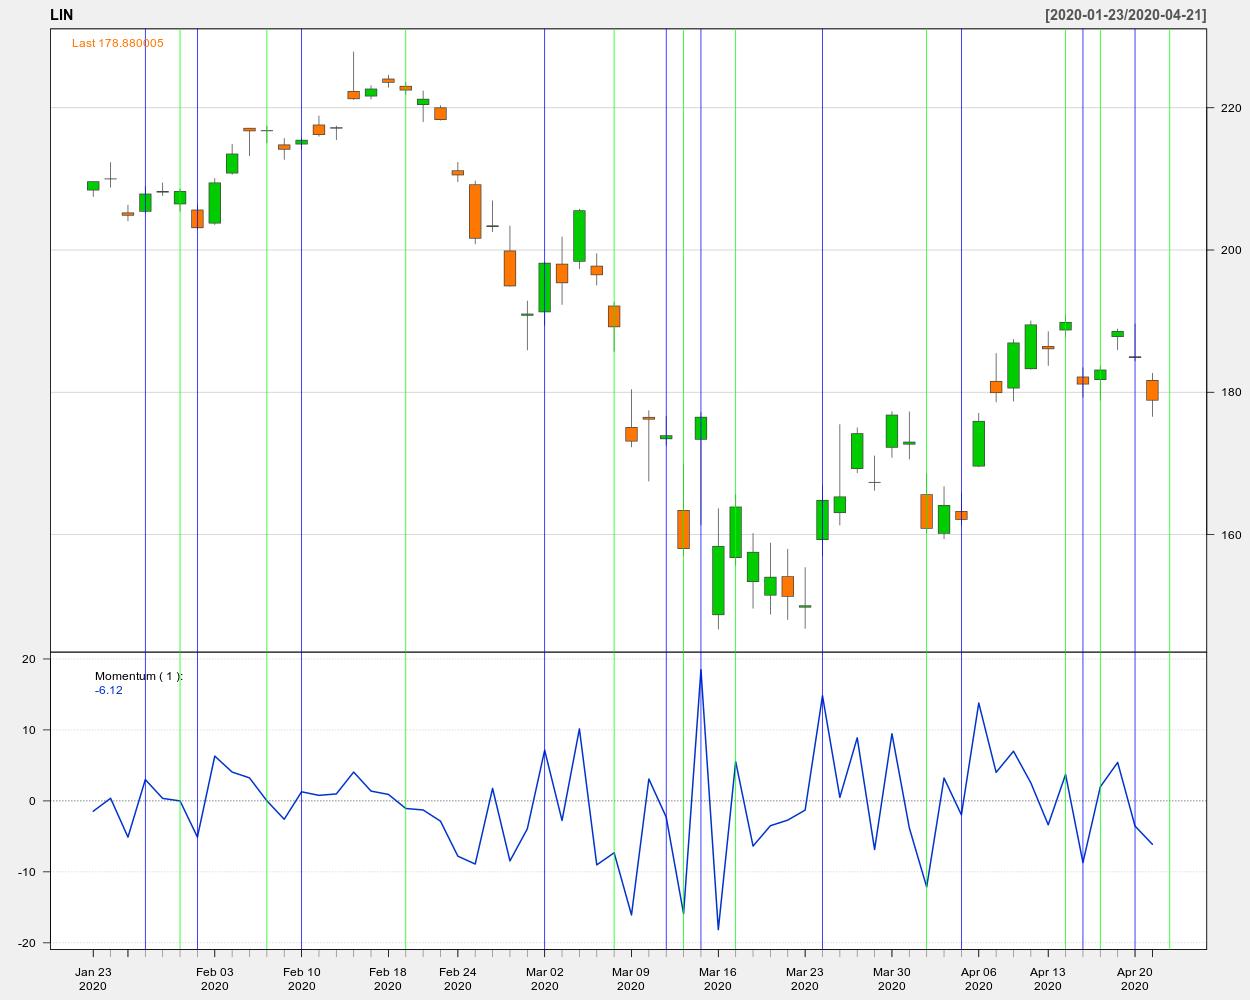 LIN [2020-01-23/2020-04-21]
Last 178.880005
220
200
180
160
Momentum ( 1 ):
-6.12
20
10
0
-10
-20
Jan 23 Feb 03 Feb 10 Feb 18 Feb 24 Mar 02 Mar 09 Mar 16 Mar 23 Mar 30 Apr 06 Apr 13 Apr 20
2020 2020 2020 2020 2020 2020 2020 2020 2020 2020 2020 2020 2020